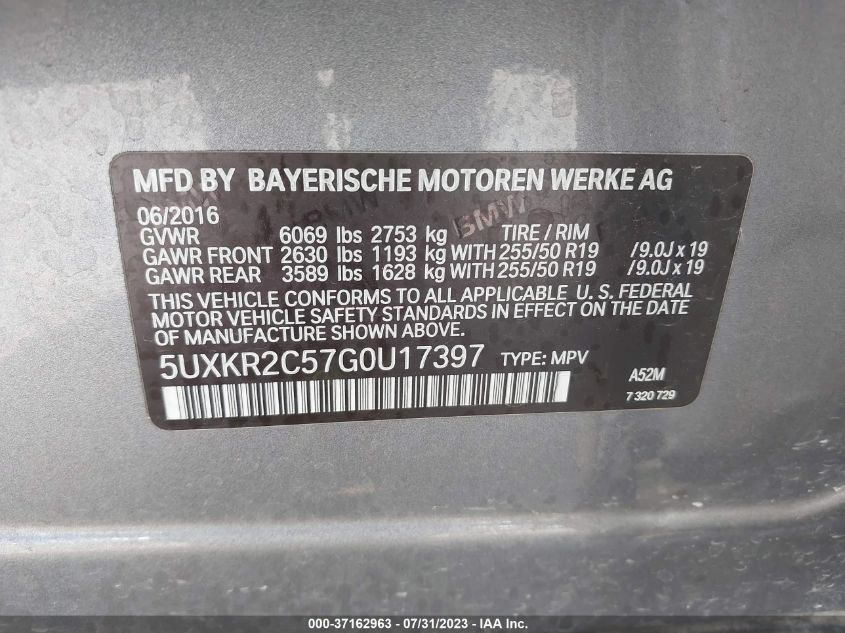 MFD BY BAYERISCHE MOTOREN WERKE AG
06/2016
GVWR 6069 lbs 2753 kg TIRE / RIM
GAWR FRONT 2630 lbs 1193 kg WITH 255/50 R19 /9.0J x 19
GAWR REAR 3589 lbs 1628 kg WITH 255/50 R19 /9.0J x 19
THIS VEHICLE CONFORMS TO ALL APPLICABLE U. S. FEDERAL
MOTOR VEHICLE SAFETY STANDARDS IN EFFECT ON THE DATE
OF MANUFACTURE SHOWN ABOVE.
5UXKR2C57G0U17397 TYPE: MPV
A52M
7 320 729
BMW
000-37162963 / 07/31/2023 - IAA Inc.